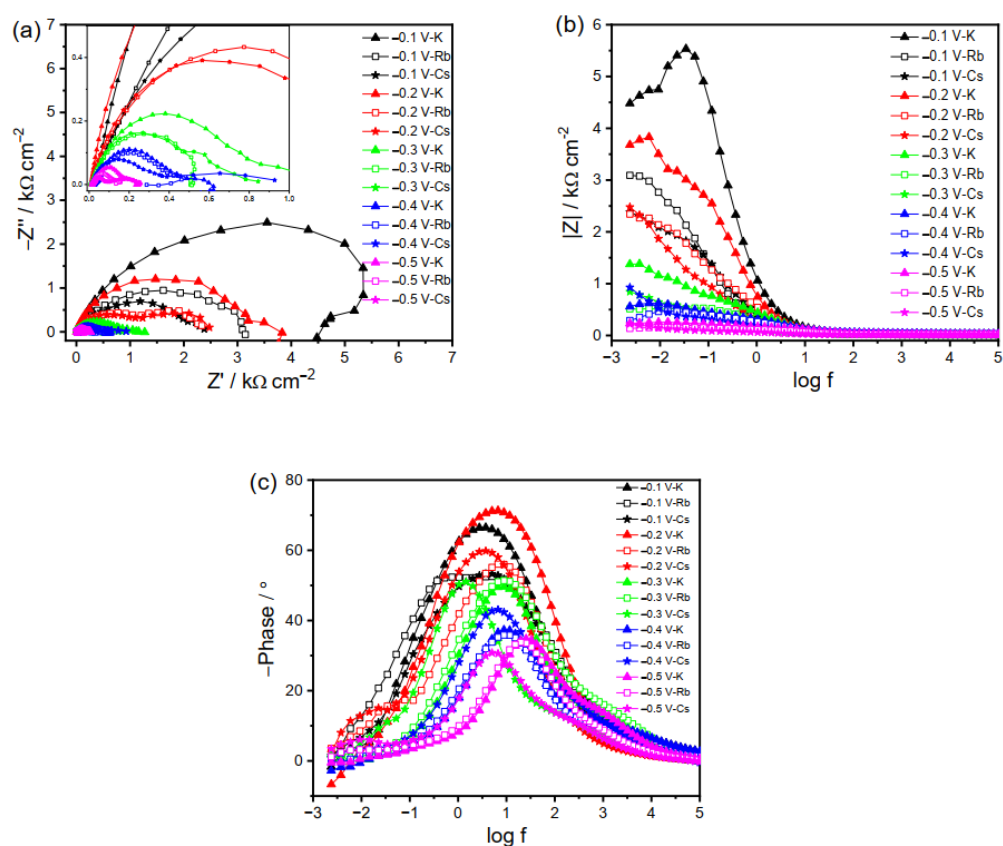 (a)
−Z'' / kΩ cm⁻²
7
6
5
4
3
2
1
0
0.4
0.2
0.0
0.0 0.2 0.4 0.6 0.8 1.0
−0.1 V-K
−0.1 V-Rb
−0.1 V-Cs
−0.2 V-K
−0.2 V-Rb
−0.2 V-Cs
−0.3 V-K
−0.3 V-Rb
−0.3 V-Cs
−0.4 V-K
−0.4 V-Rb
−0.4 V-Cs
−0.5 V-K
−0.5 V-Rb
−0.5 V-Cs
0 1 2 3 4 5 6 7
Z' / kΩ cm⁻²
(b)
|Z| / kΩ cm⁻²
6
5
4
3
2
1
0
−0.1 V-K
−0.1 V-Rb
−0.1 V-Cs
−0.2 V-K
−0.2 V-Rb
−0.2 V-Cs
−0.3 V-K
−0.3 V-Rb
−0.3 V-Cs
−0.4 V-K
−0.4 V-Rb
−0.4 V-Cs
−0.5 V-K
−0.5 V-Rb
−0.5 V-Cs
−3 −2 −1 0 1 2 3 4 5
log f
(c)
−Phase / °
80
60
40
20
0
−0.1 V-K
−0.1 V-Rb
−0.1 V-Cs
−0.2 V-K
−0.2 V-Rb
−0.2 V-Cs
−0.3 V-K
−0.3 V-Rb
−0.3 V-Cs
−0.4 V-K
−0.4 V-Rb
−0.4 V-Cs
−0.5 V-K
−0.5 V-Rb
−0.5 V-Cs
−3 −2 −1 0 1 2 3 4 5
log f